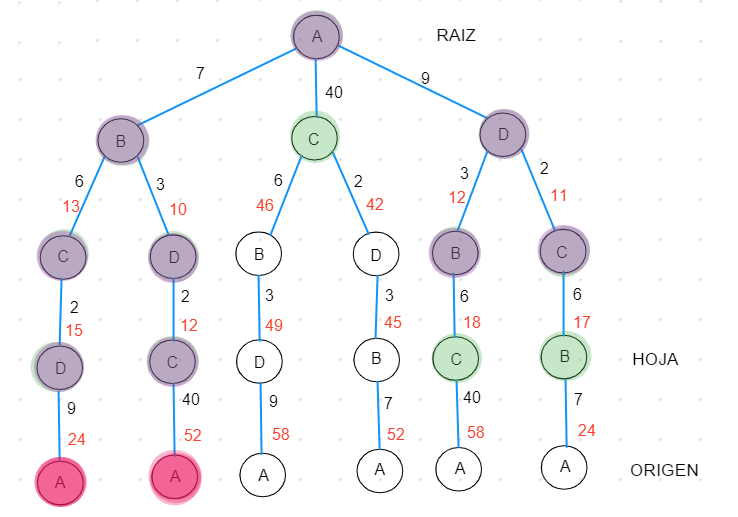 A RAIZ
7 40 9
B C D
6 3 6 2 3 2
13 10 46 42 12 11
C D B D B C
2 2 3 3 6 6
15 12 49 45 18 17
D C D B C B HOJA
9 40 9 7 40 7
24 52 58 52 58 24
A A A A A A ORIGEN